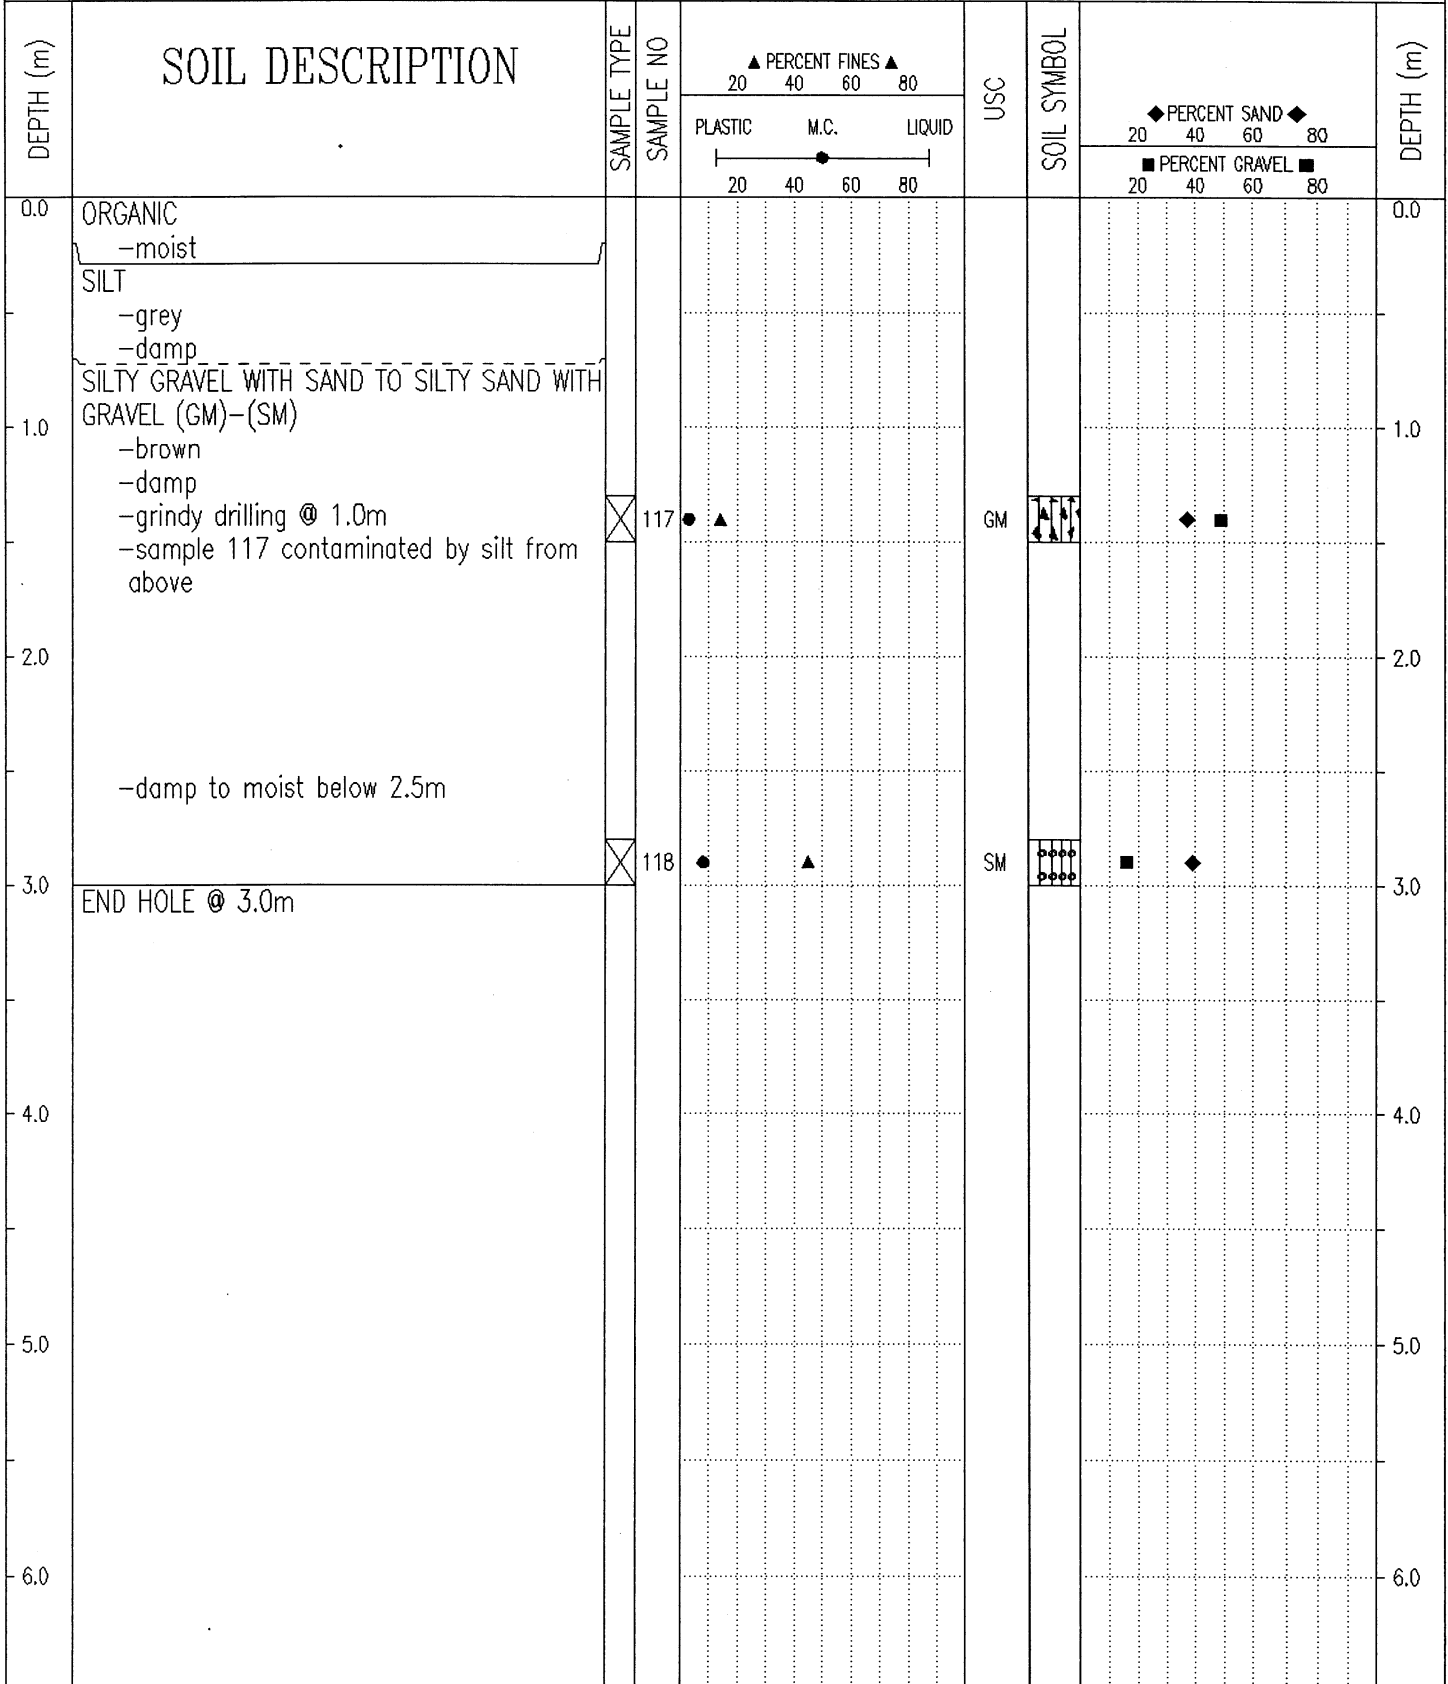 DEPTH (m)
SOIL DESCRIPTION
SAMPLE TYPE
SAMPLE NO
▲ PERCENT FINES ▲
20 40 60 80
PLASTIC M.C. LIQUID
20 40 60 80
USC
SOIL SYMBOL
◆ PERCENT SAND ◆
20 40 60 80
■ PERCENT GRAVEL ■
20 40 60 80
DEPTH (m)
0.0 ORGANIC 0.0
-moist
SILT
-grey
-damp
SILTY GRAVEL WITH SAND TO SILTY SAND WITH
1.0 GRAVEL (GM)-(SM) 1.0
-brown
-damp
-grindy drilling @ 1.0m 117 GM
-sample 117 contaminated by silt from
above
2.0 2.0
-damp to moist below 2.5m
118 SM
3.0 END HOLE @ 3.0m 3.0
4.0 4.0
5.0 5.0
6.0 6.0